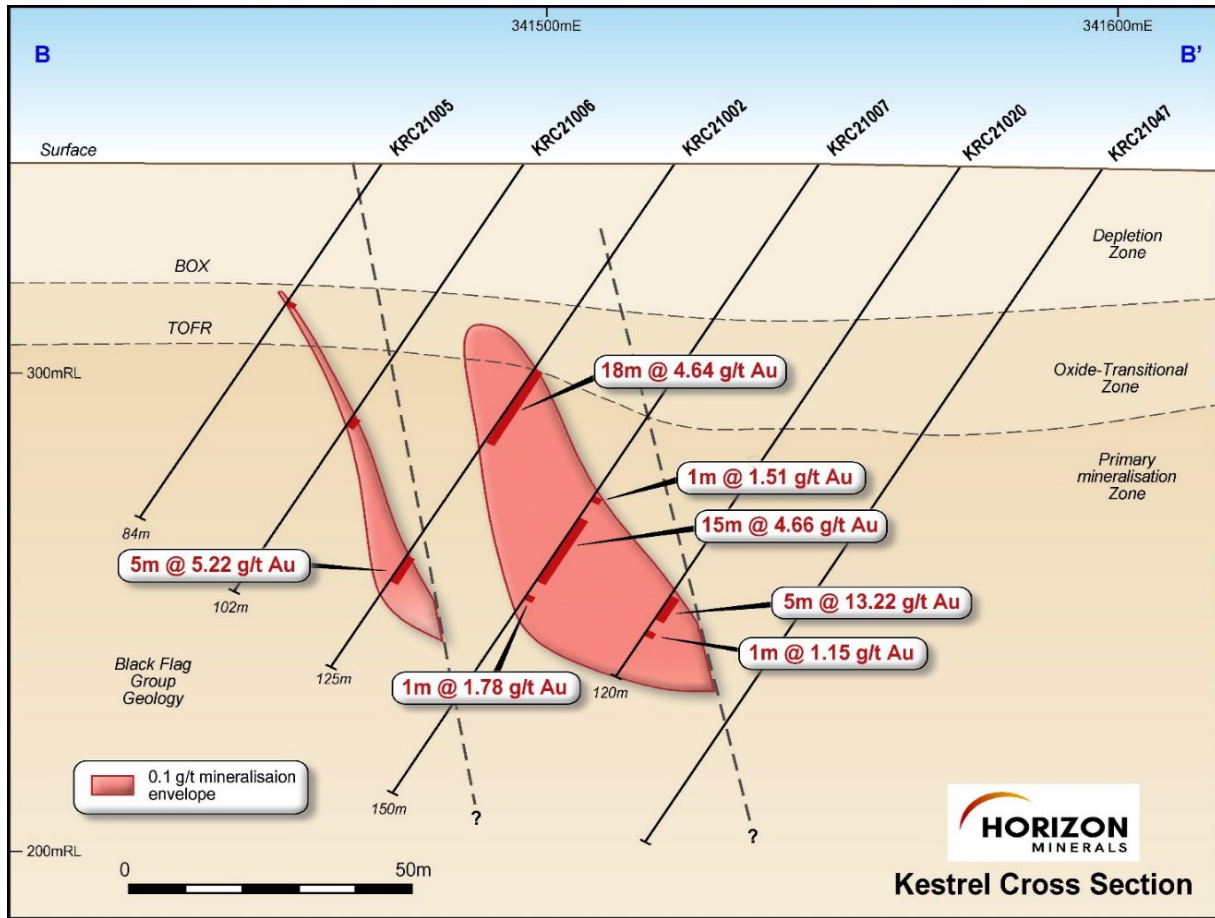 341500mE
341600mE
B
B'
KRC21005
KRC21006
KRC21002
KRC21007
KRC21020
KRC21047
Surface
Depletion
Zone
BOX
TOFR
300mRL
18m @ 4.64 g/t Au
Oxide-Transitional
Zone
1m @ 1.51 g/t Au
Primary
mineralisation
Zone
15m @ 4.66 g/t Au
84m
5m @ 5.22 g/t Au
102m
5m @ 13.22 g/t Au
1m @ 1.15 g/t Au
Black Flag
Group
Geology
125m
1m @ 1.78 g/t Au
120m
0.1 g/t mineralisaion
envelope
150m
?
?
200mRL
0
50m
HORIZON
MINERALS
Kestrel Cross Section